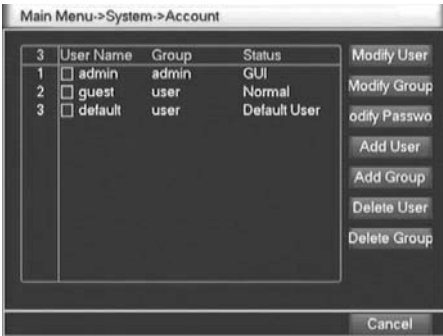 Main Menu->System->Account
3 User Name Group Status
1 admin admin GUI
2 guest user Normal
3 default user Default User
Modify User
Modify Group
odify Passwo
Add User
Add Group
Delete User
Delete Group
Cancel